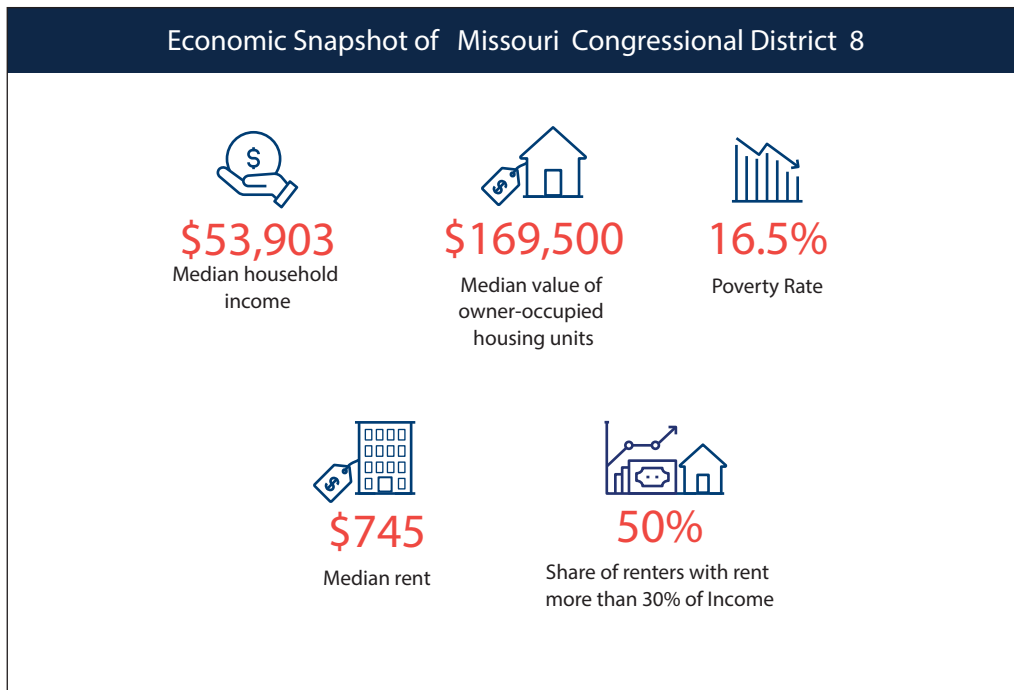 Economic Snapshot of Missouri Congressional District 8
$
$
$53,903
Median household
income
$169,500
Median value of
owner-occupied
housing units
16.5%
Poverty Rate
$
$745
Median rent
50%
Share of renters with rent
more than 30% of Income